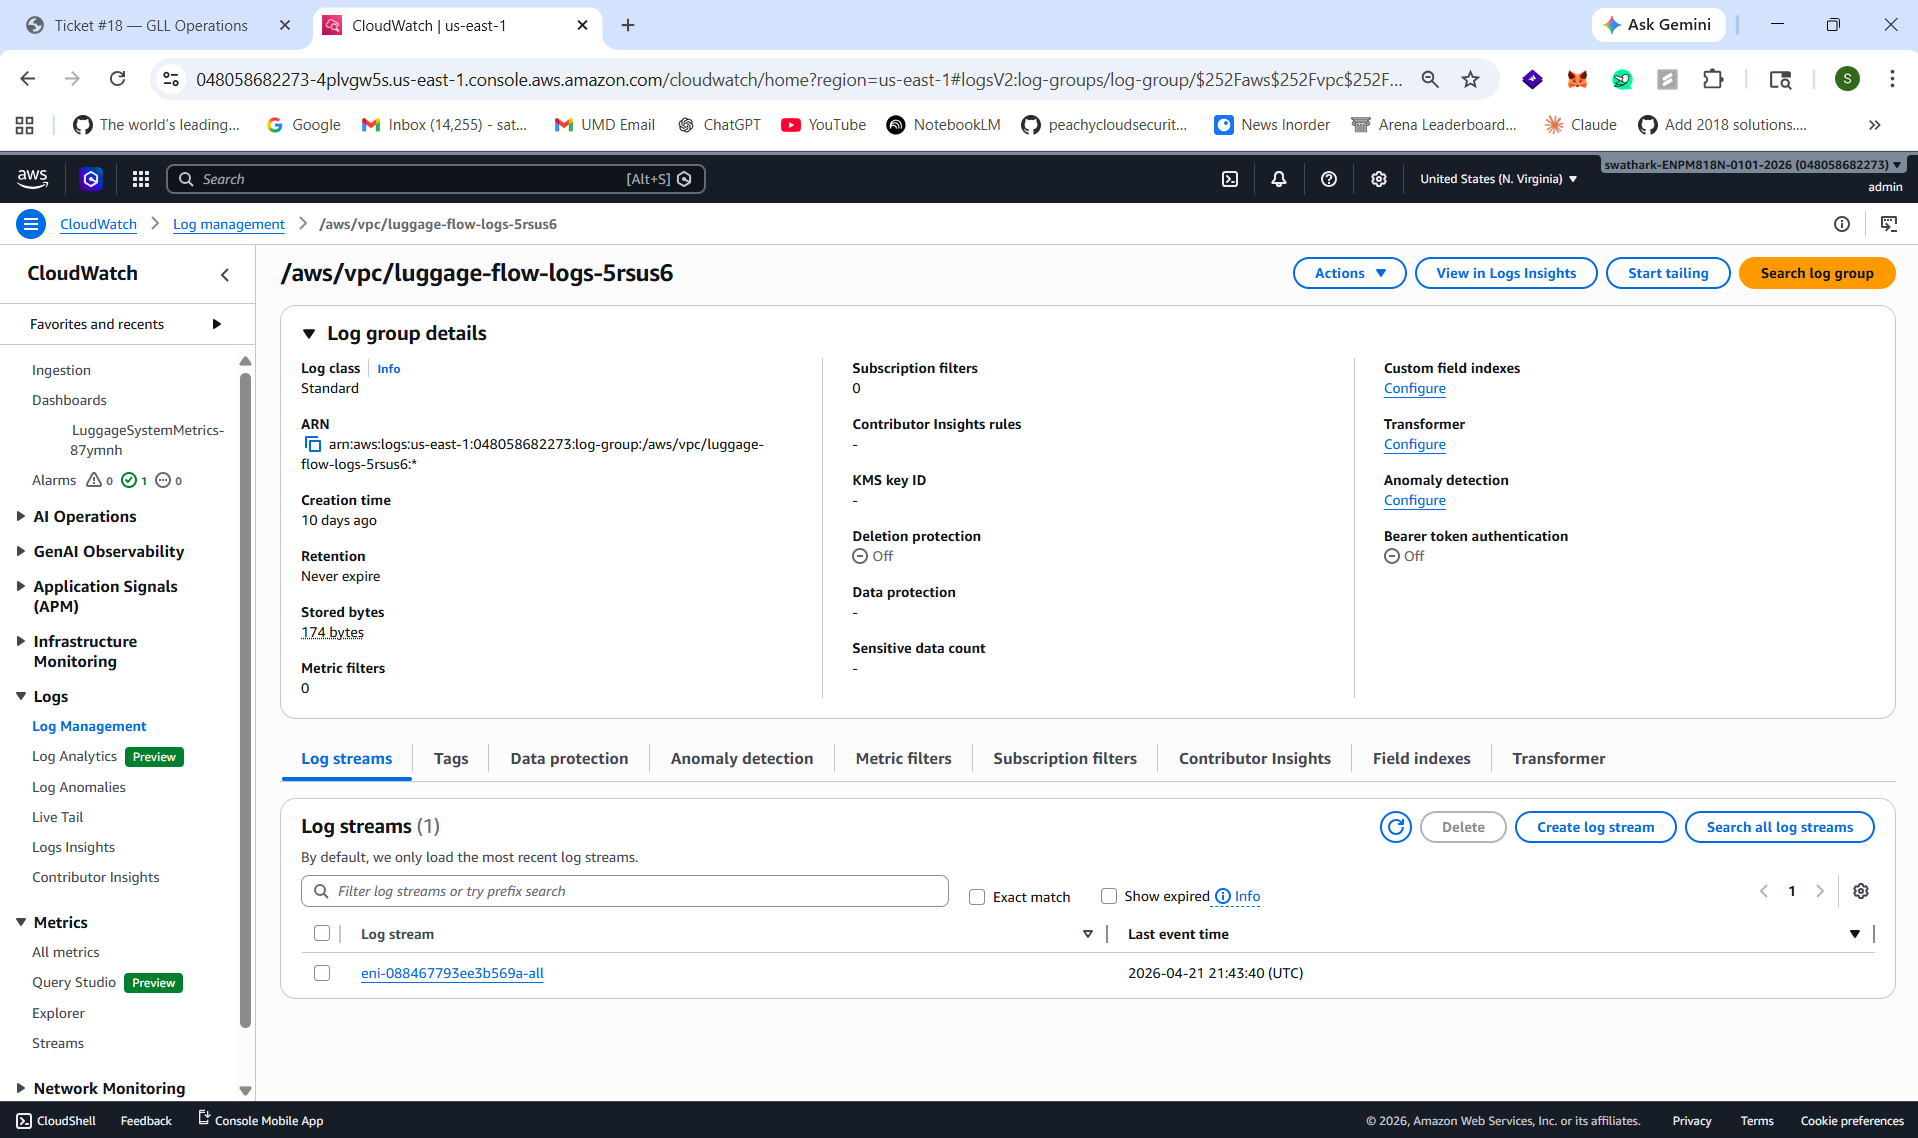 Ticket #18 — GLL Operations
CloudWatch | us-east-1
Ask Gemini
048058682273-4plvgw5s.us-east-1.console.aws.amazon.com/cloudwatch/home?region=us-east-1#logsV2:log-groups/log-group/$252Faws$252Fvpc$252F...
S
The world's leading...
Google
Inbox (14,255) - sat...
UMD Email
ChatGPT
YouTube
NotebookLM
peachycloudsecurit...
News Inorder
Arena Leaderboard...
Claude
Add 2018 solutions....
aws
Search
[Alt+S]
United States (N. Virginia)
swathark-ENPM818N-0101-2026 (048058682273)
admin
CloudWatch
Log management
/aws/vpc/luggage-flow-logs-5rsus6
CloudWatch
Favorites and recents
Ingestion
Dashboards
LuggageSystemMetrics-
87ymnh
Alarms 0 1 0
AI Operations
GenAI Observability
Application Signals
(APM)
Infrastructure
Monitoring
Logs
Log Management
Log Analytics Preview
Log Anomalies
Live Tail
Logs Insights
Contributor Insights
Metrics
All metrics
Query Studio Preview
Explorer
Streams
Network Monitoring
/aws/vpc/luggage-flow-logs-5rsus6
Actions
View in Logs Insights
Start tailing
Search log group
Log group details
Log class Info
Standard
ARN
arn:aws:logs:us-east-1:048058682273:log-group:/aws/vpc/luggage-
flow-logs-5rsus6:*
Creation time
10 days ago
Retention
Never expire
Stored bytes
174 bytes
Metric filters
0
Subscription filters
0
Contributor Insights rules
-
KMS key ID
-
Deletion protection
Off
Data protection
-
Sensitive data count
-
Custom field indexes
Configure
Transformer
Configure
Anomaly detection
Configure
Bearer token authentication
Off
Log streams
Tags
Data protection
Anomaly detection
Metric filters
Subscription filters
Contributor Insights
Field indexes
Transformer
Log streams (1)
Delete
Create log stream
Search all log streams
By default, we only load the most recent log streams.
Filter log streams or try prefix search
Exact match
Show expired Info
1
Log stream
Last event time
eni-088467793ee3b569a-all
2026-04-21 21:43:40 (UTC)
CloudShell
Feedback
Console Mobile App
© 2026, Amazon Web Services, Inc. or its affiliates.
Privacy
Terms
Cookie preferences